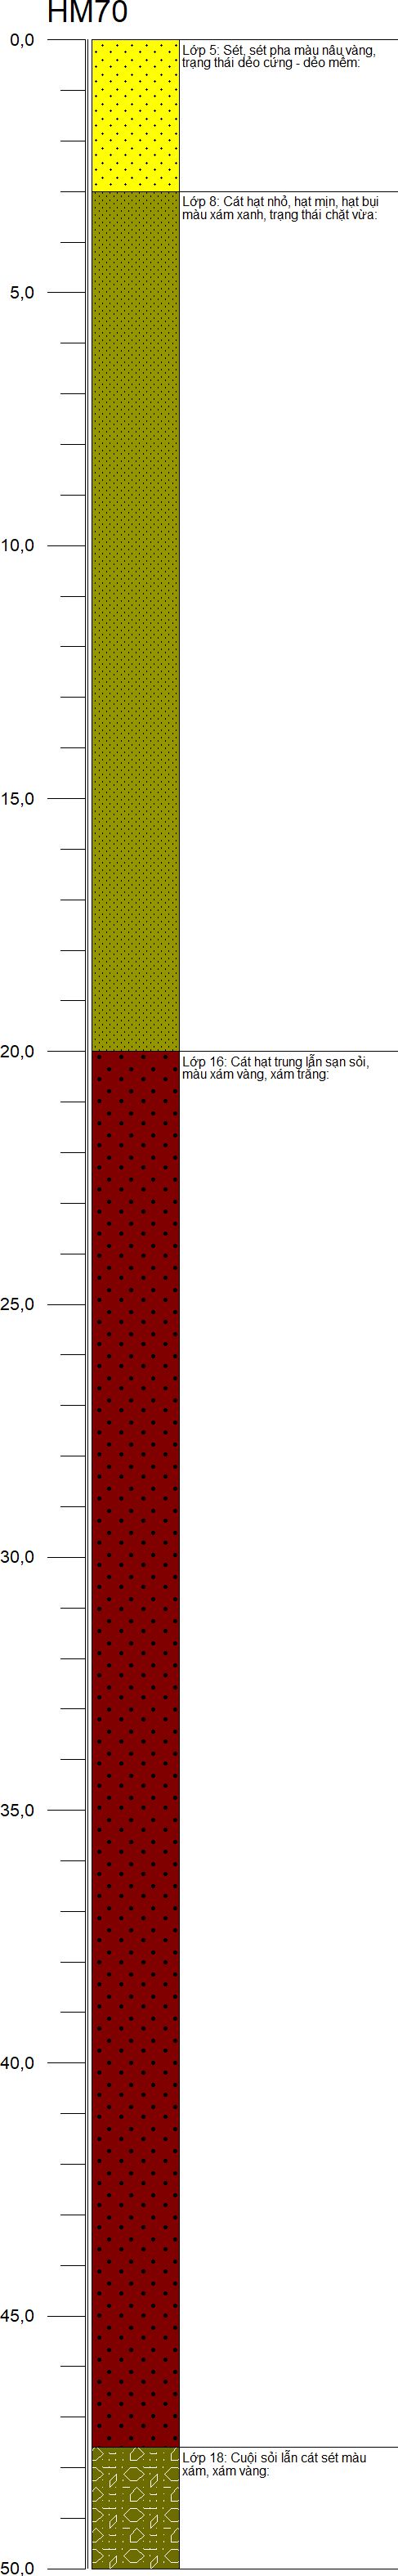 HM70
0,0
Lớp 5: Sét, sét pha màu nâu vàng,
trạng thái dẻo cứng - dẻo mềm:
Lớp 8: Cát hạt nhỏ, hạt mịn, hạt bụi
màu xám xanh, trạng thái chặt vừa:
5,0
10,0
15,0
20,0
Lớp 16: Cát hạt trung lẫn sạn sỏi,
màu xám vàng, xám trắng:
25,0
30,0
35,0
40,0
45,0
Lớp 18: Cuội sỏi lẫn cát sét màu
xám, xám vàng:
50,0